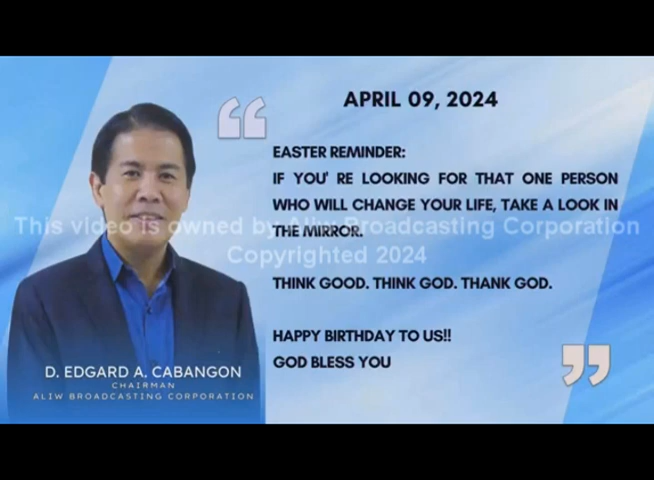 APRIL 09, 2024
EASTER REMINDER:
IF YOU' RE LOOKING FOR THAT ONE PERSON
WHO WILL CHANGE YOUR LIFE, TAKE A LOOK IN
THE MIRROR.
This video is owned by Aliw Broadcasting Corporation
Copyrighted 2024
THINK GOOD. THINK GOD. THANK GOD.
HAPPY BIRTHDAY TO US!!
GOD BLESS YOU
D. EDGARD A. CABANGON
CHAIRMAN
ALIW BROADCASTING CORPORATION